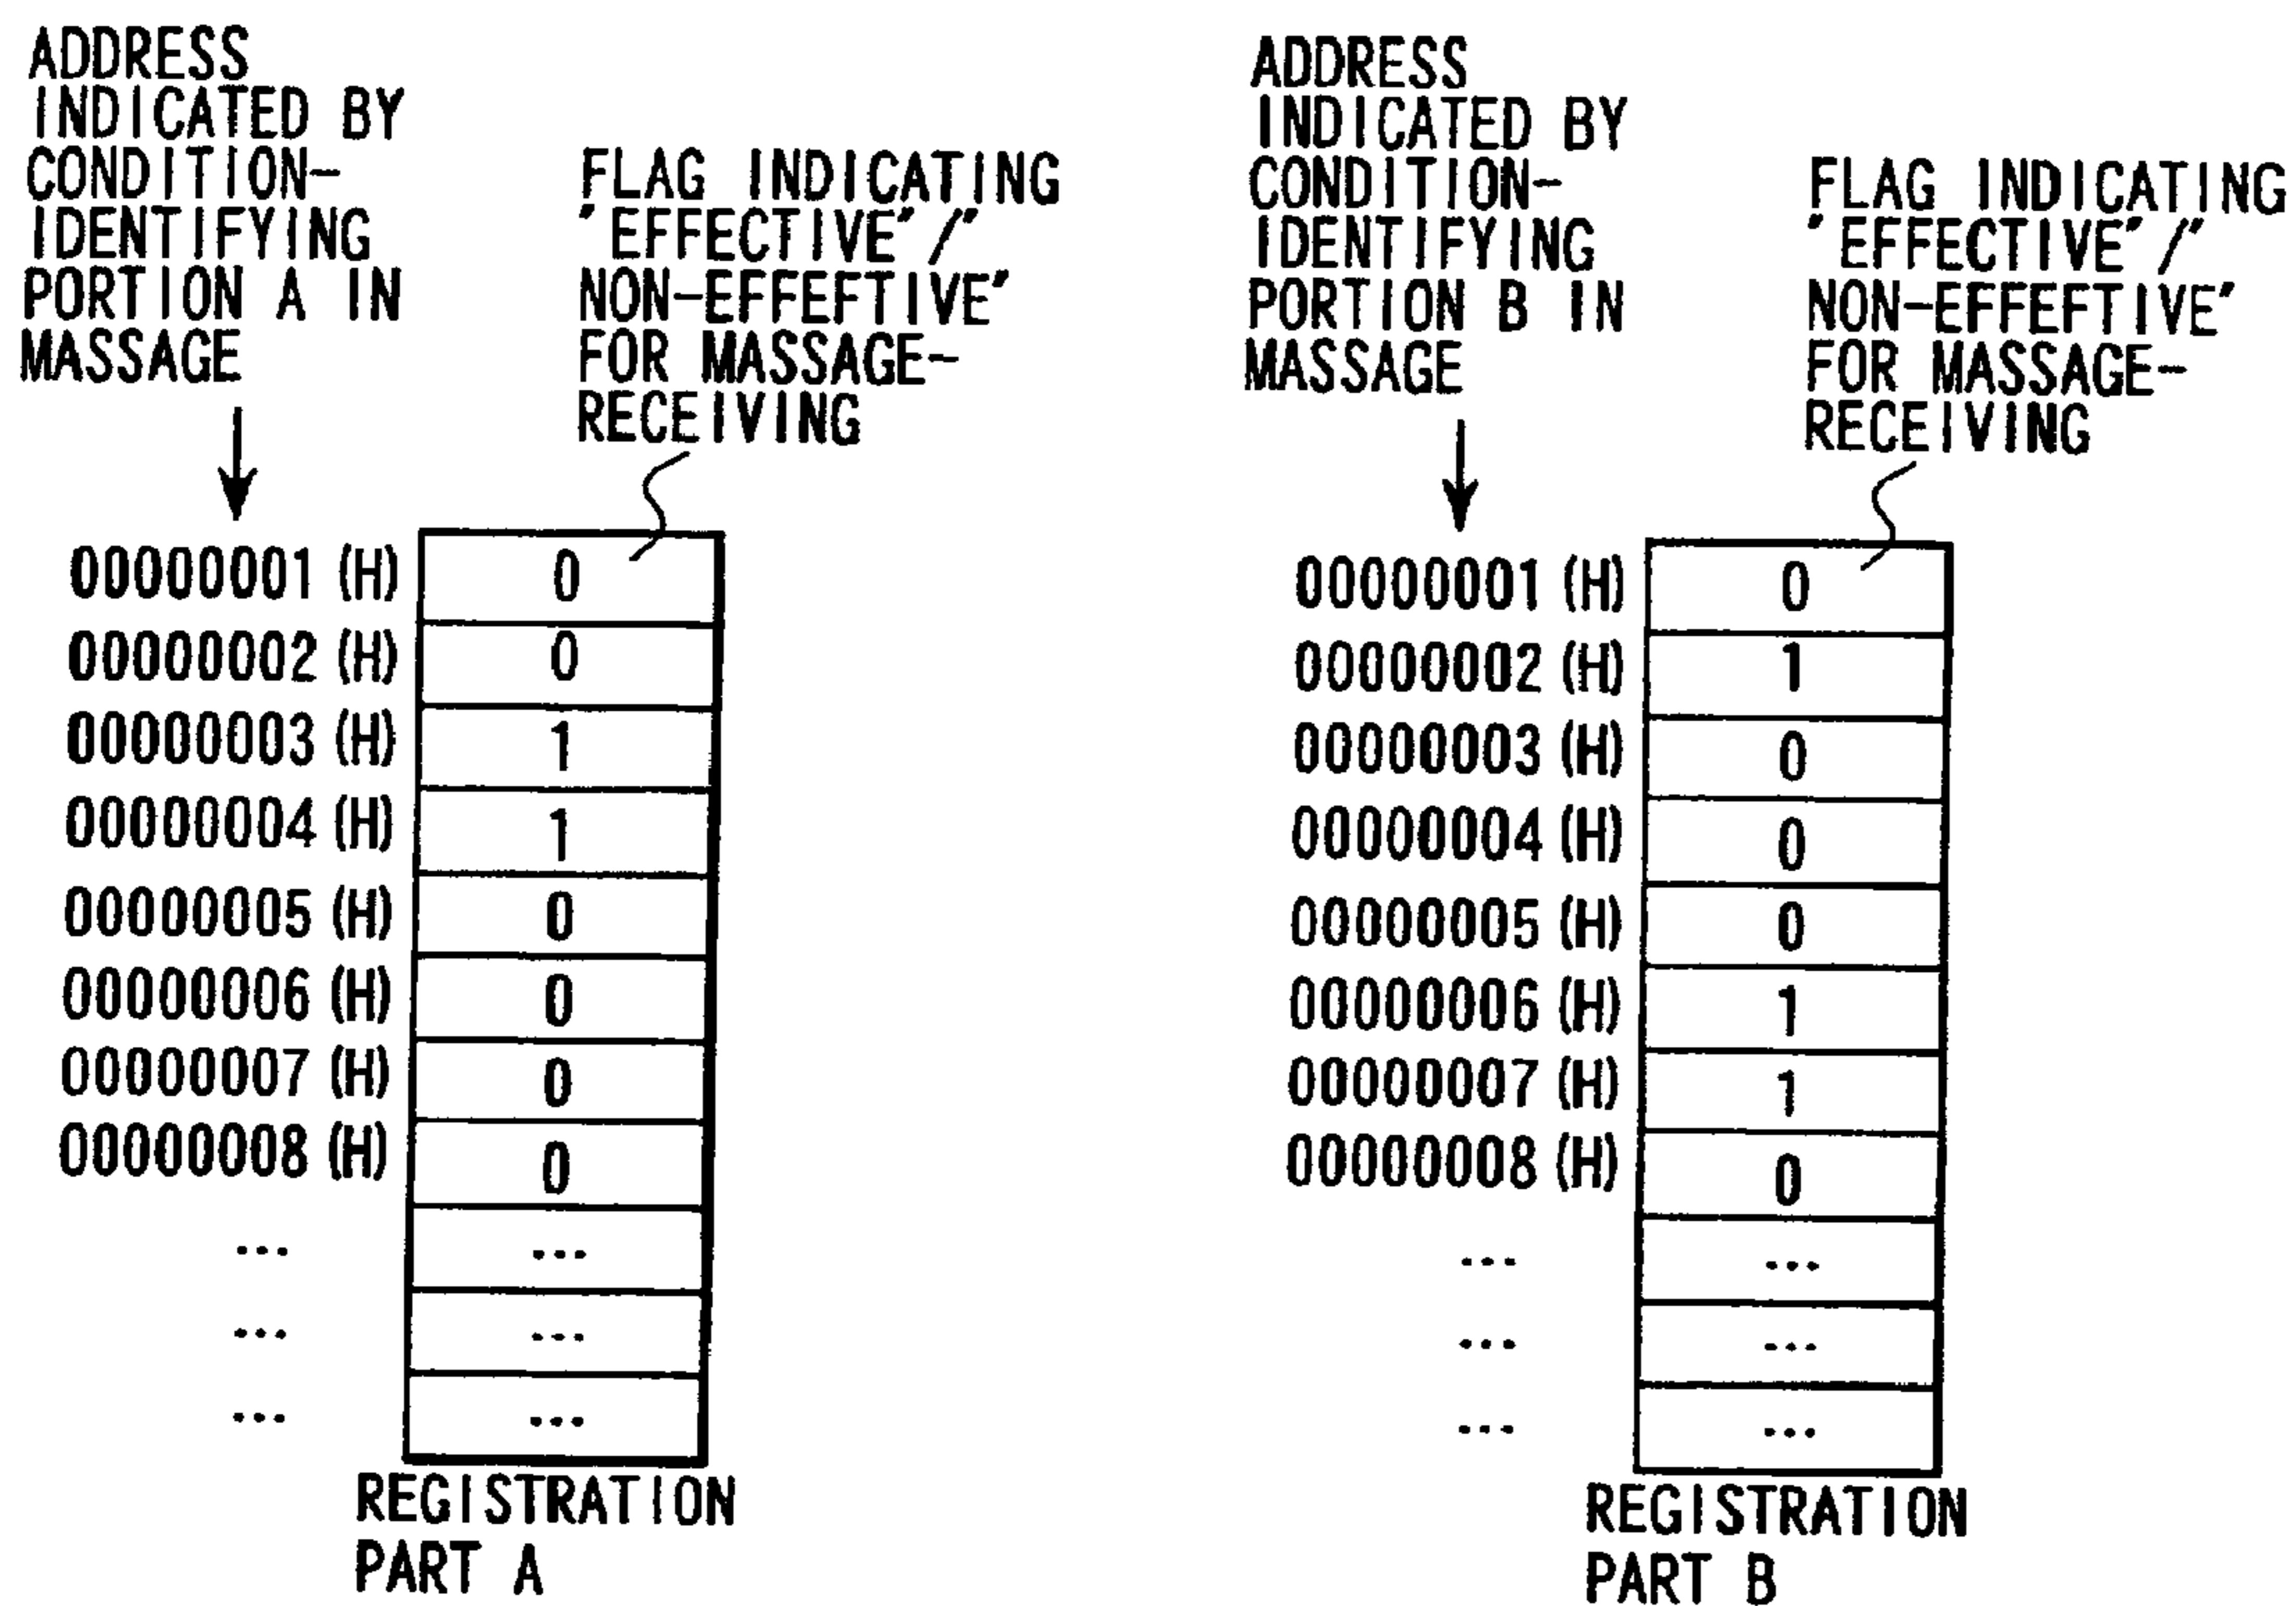 ADDRESS
INDICATED BY
CONDITION-
IDENTIFYING
PORTION A IN
MASSAGE
FLAG INDICATING
"EFFECTIVE"/"
NON-EFFEFTIVE"
FOR MASSAGE-
RECEIVING
00000001 (H) 0
00000002 (H) 0
00000003 (H) 1
00000004 (H) 1
00000005 (H) 0
00000006 (H) 0
00000007 (H) 0
00000008 (H) 0
... ...
... ...
... ...
REGISTRATION
PART A
ADDRESS
INDICATED BY
CONDITION-
IDENTIFYING
PORTION B IN
MASSAGE
FLAG INDICATING
"EFFECTIVE"/"
NON-EFFEFTIVE"
FOR MASSAGE-
RECEIVING
00000001 (H) 0
00000002 (H) 1
00000003 (H) 0
00000004 (H) 0
00000005 (H) 0
00000006 (H) 1
00000007 (H) 1
00000008 (H) 0
... ...
... ...
... ...
REGISTRATION
PART B